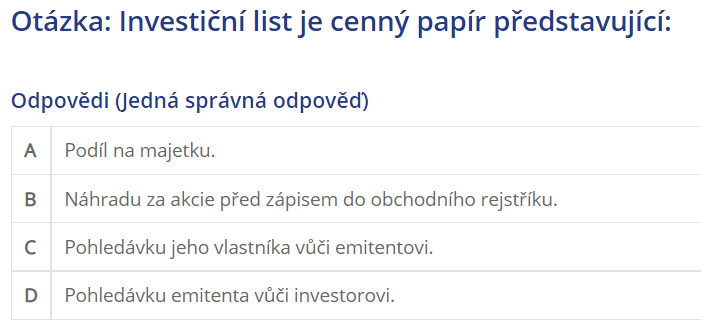 Otázka: Investiční list je cenný papír představující:
Odpovědi (Jedná správná odpověď)
A Podíl na majetku.
B Náhradu za akcie před zápisem do obchodního rejstříku.
C Pohledávku jeho vlastníka vůči emitentovi.
D Pohledávku emitenta vůči investorovi.